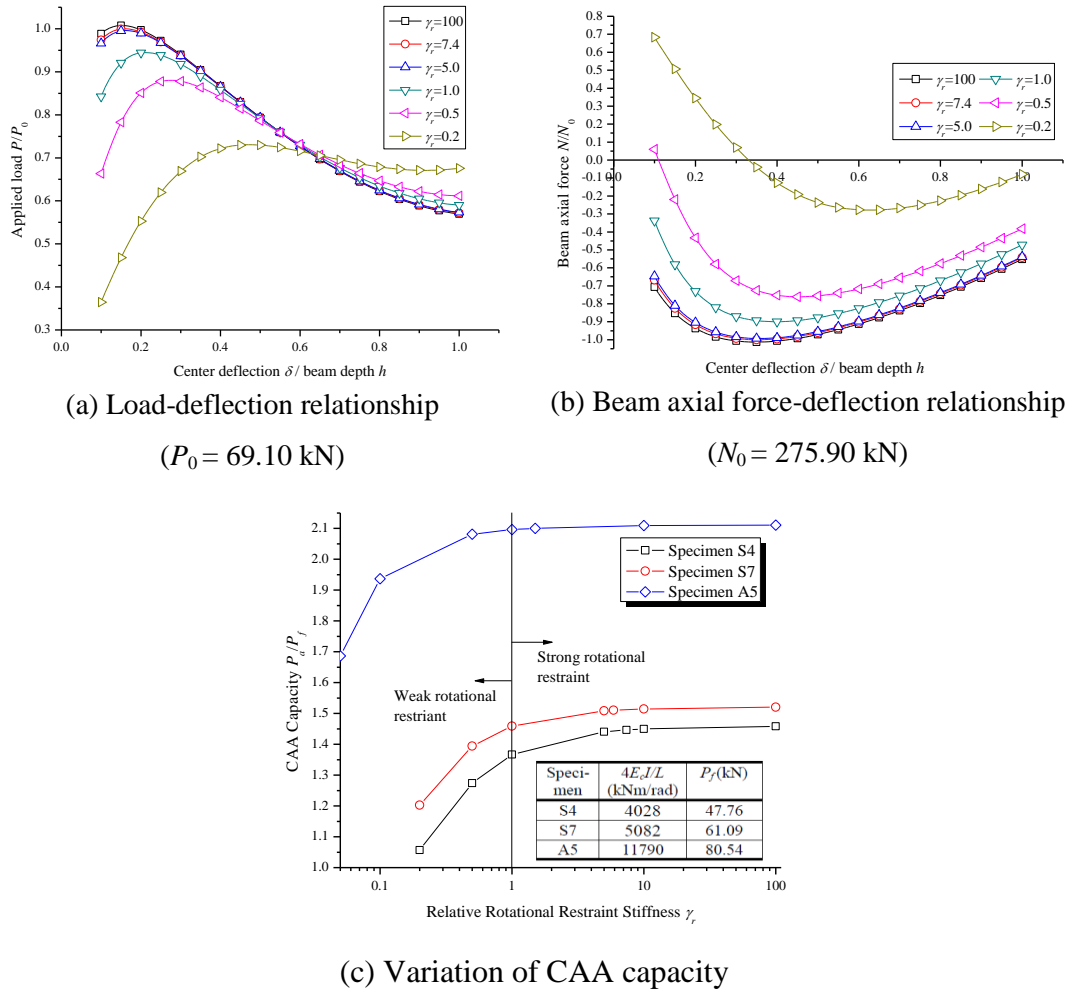 Applied load P/P₀
1.0
0.9
0.8
0.7
0.6
0.5
0.4
0.3
0.0
0.2
0.4
0.6
0.8
1.0
γr=100
γr=7.4
γr=5.0
γr=1.0
γr=0.5
γr=0.2
Center deflection δ / beam depth h
(a) Load-deflection relationship
(P₀ = 69.10 kN)
Beam axial force N/N₀
0.8
0.7
0.6
0.5
0.4
0.3
0.2
0.0
-0.1
-0.3
-0.4
-0.5
-0.6
-0.7
-0.8
-0.9
-1.0
0.0
0.2
0.4
0.6
0.8
1.0
γr=100 γr=1.0
γr=7.4 γr=0.5
γr=5.0 γr=0.2
Center deflection δ / beam depth h
(b) Beam axial force-deflection relationship
(N₀ = 275.90 kN)
CAA Capacity Pa/Pf
2.1
2.0
1.9
1.8
1.7
1.6
1.5
1.4
1.3
1.2
1.1
1.0
Specimen S4
Specimen S7
Specimen A5
Strong rotational
restraint
Weak rotational
restriant
Speci- 4EcI/L Pf(kN)
men (kNm/rad)
S4 4028 47.76
S7 5082 61.09
A5 11790 80.54
0.1
1
10
100
Relative Rotational Restraint Stiffness γr
(c) Variation of CAA capacity